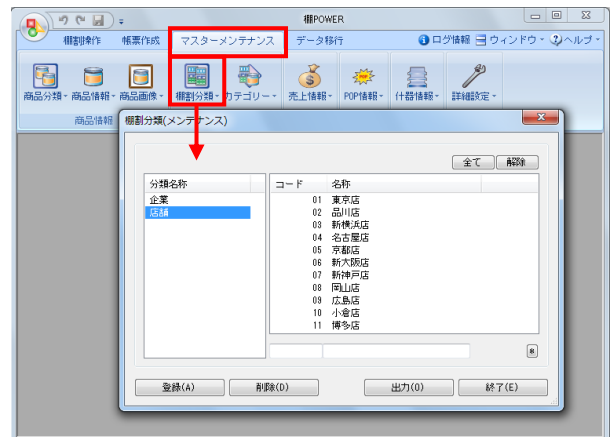 棚POWER
棚割操作 帳票作成 マスターメンテナンス データ移行 ログ情報 ウィンドウ ヘルプ
商品分類 商品情報 商品画像 棚割分類 カテゴリー 売上情報 POP情報 什器情報 詳細設定
商品情報
棚割分類(メンテナンス)
全て 解除
分類名称 コード 名称
企業 01 東京店
店舗 02 品川店
03 新横浜店
04 名古屋店
05 京都店
06 新大阪店
07 新神戸店
08 岡山店
09 広島店
10 小倉店
11 博多店
登録(A) 削除(D) 出力(O) 終了(E)